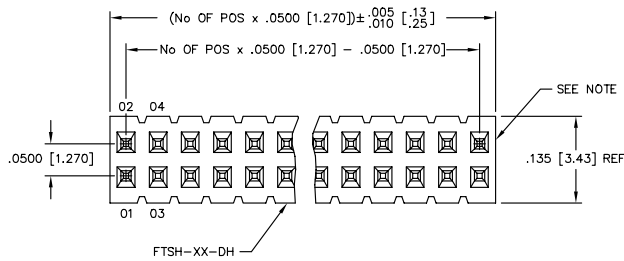 (No OF POS x .0500 [1.270])± .005 [.13] .010 [.25]
No OF POS x .0500 [1.270] – .0500 [1.270]
SEE NOTE
02 04
.0500 [1.270]
.135 [3.43] REF
01 03
FTSH-XX-DH